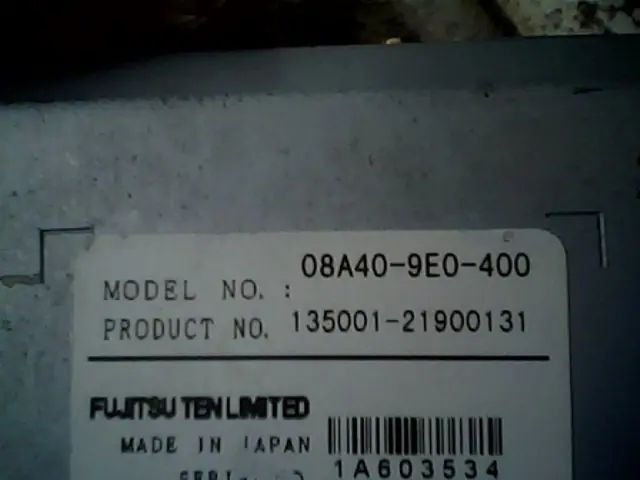 MODEL NO. : 08A40-9E0-400
PRODUCT NO. 135001-21900131
FUJITSU TEN LIMITED
MADE IN JAPAN
1A603534